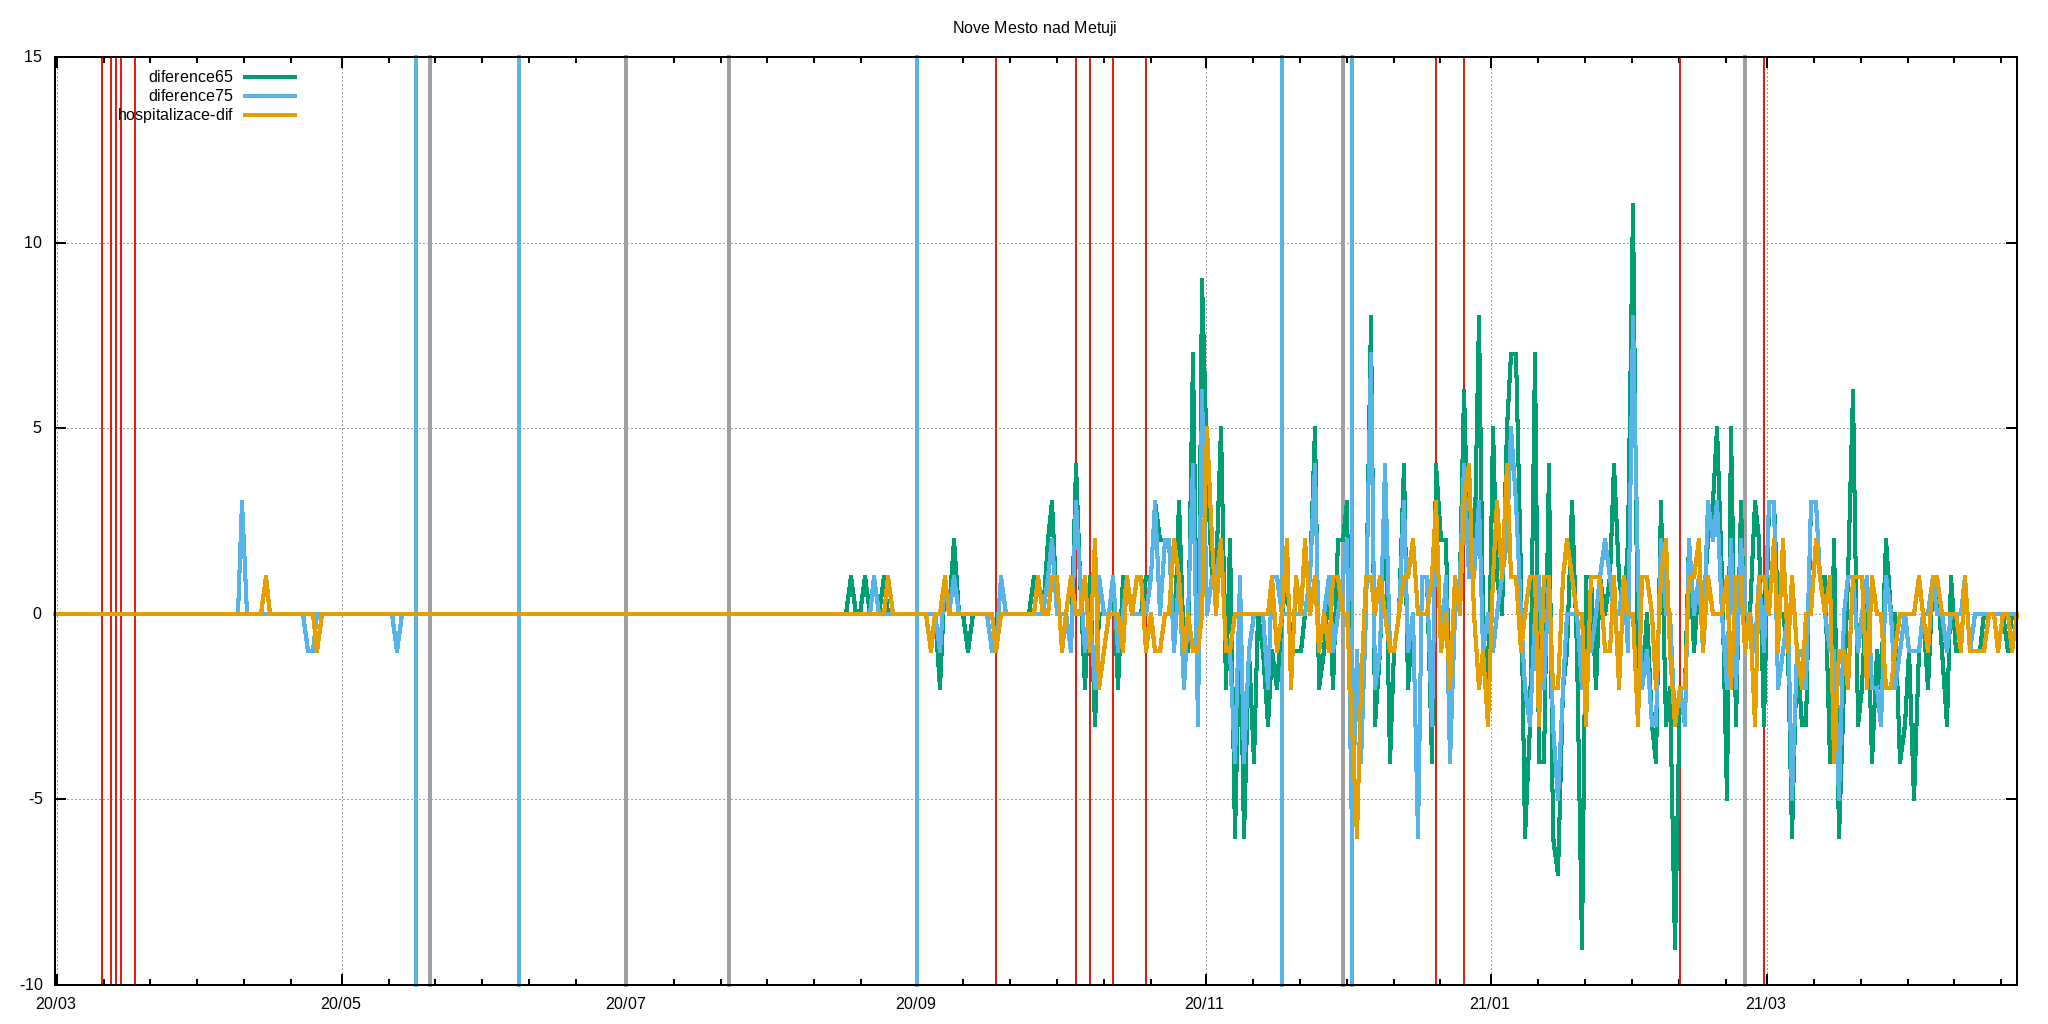 Nove Mesto nad Metuji
15
diference65
diference75
hospitalizace-dif
10
5
0
-5
-10
20/03 20/05 20/07 20/09 20/11 21/01 21/03